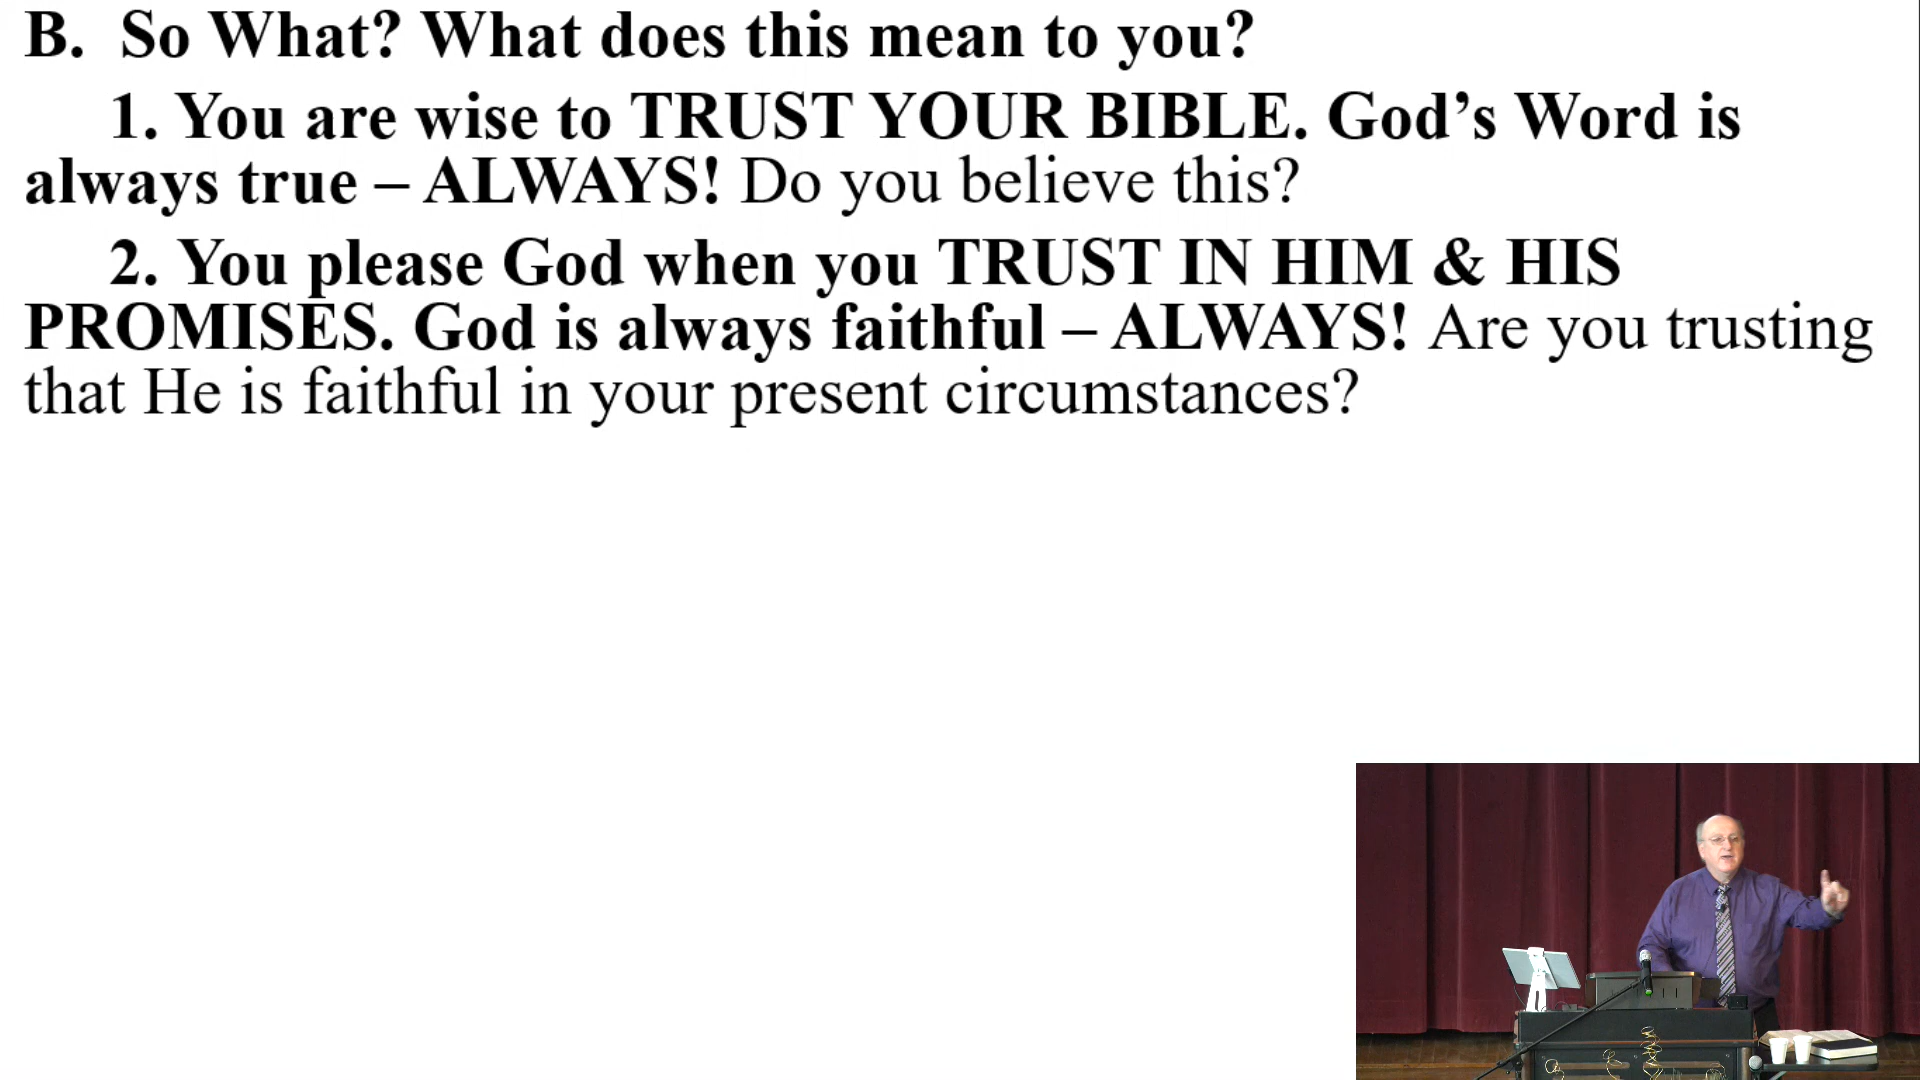 B. So What? What does this mean to you?
1. You are wise to TRUST YOUR BIBLE. God’s Word is
always true – ALWAYS! Do you believe this?
2. You please God when you TRUST IN HIM & HIS
PROMISES. God is always faithful – ALWAYS! Are you trusting
that He is faithful in your present circumstances?